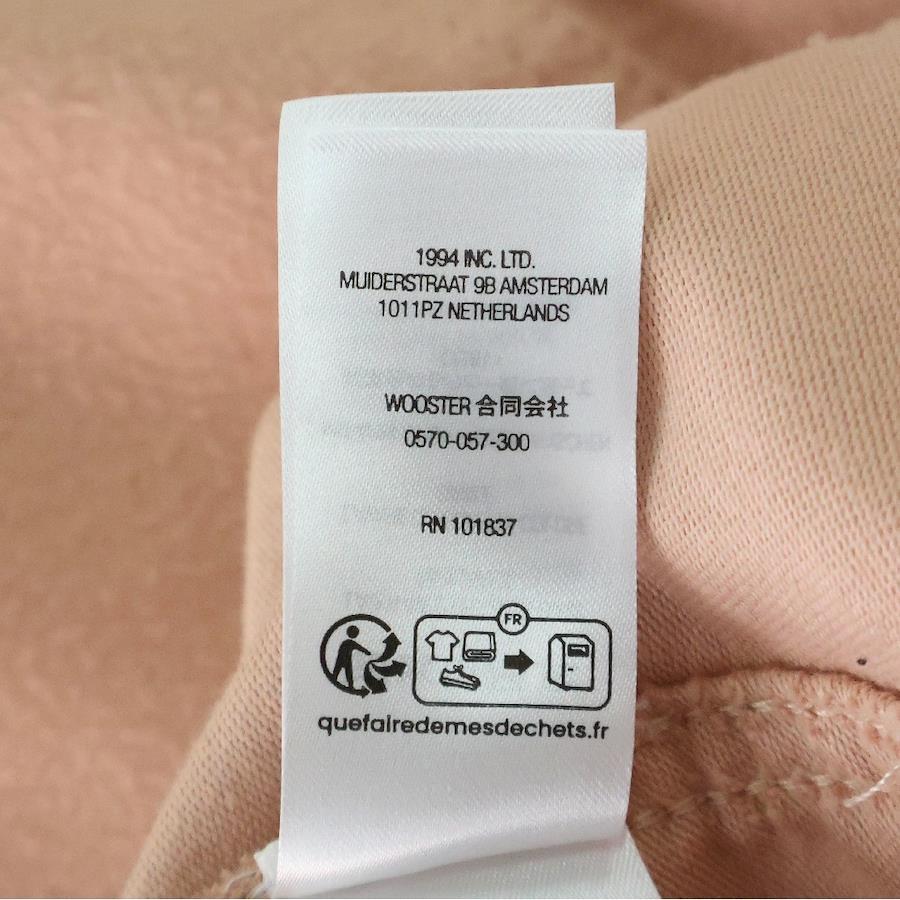 1994 INC. LTD.
MUIDERSTRAAT 9B AMSTERDAM
1011PZ NETHERLANDS
WOOSTER 合同会社
0570-057-300
RN 101837
FR
quefairedemesdechets.fr